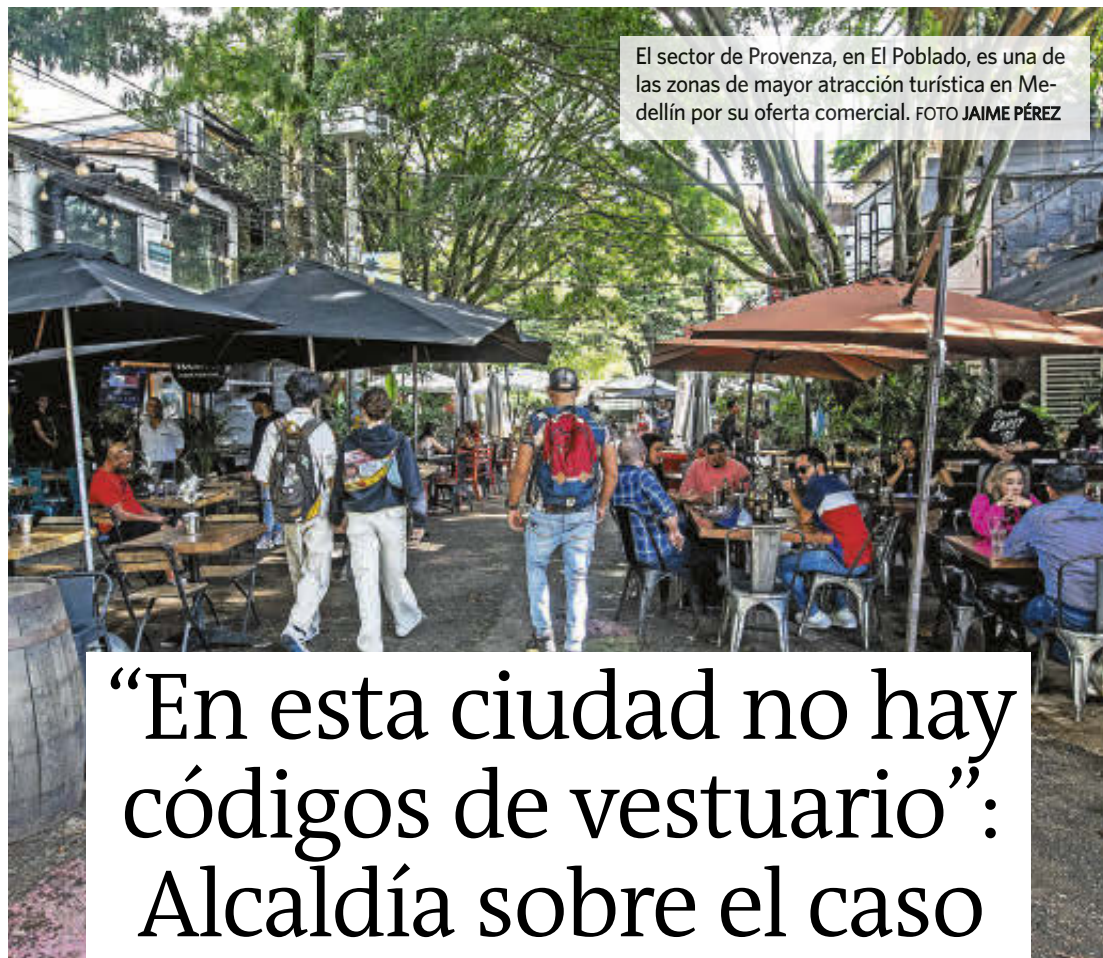 El sector de Provenza, en El Poblado, es una de
las zonas de mayor atracción turística en Me-
dellín por su oferta comercial. FOTO JAIME PÉREZ
“En esta ciudad no hay
códigos de vestuario”:
Alcaldía sobre el caso